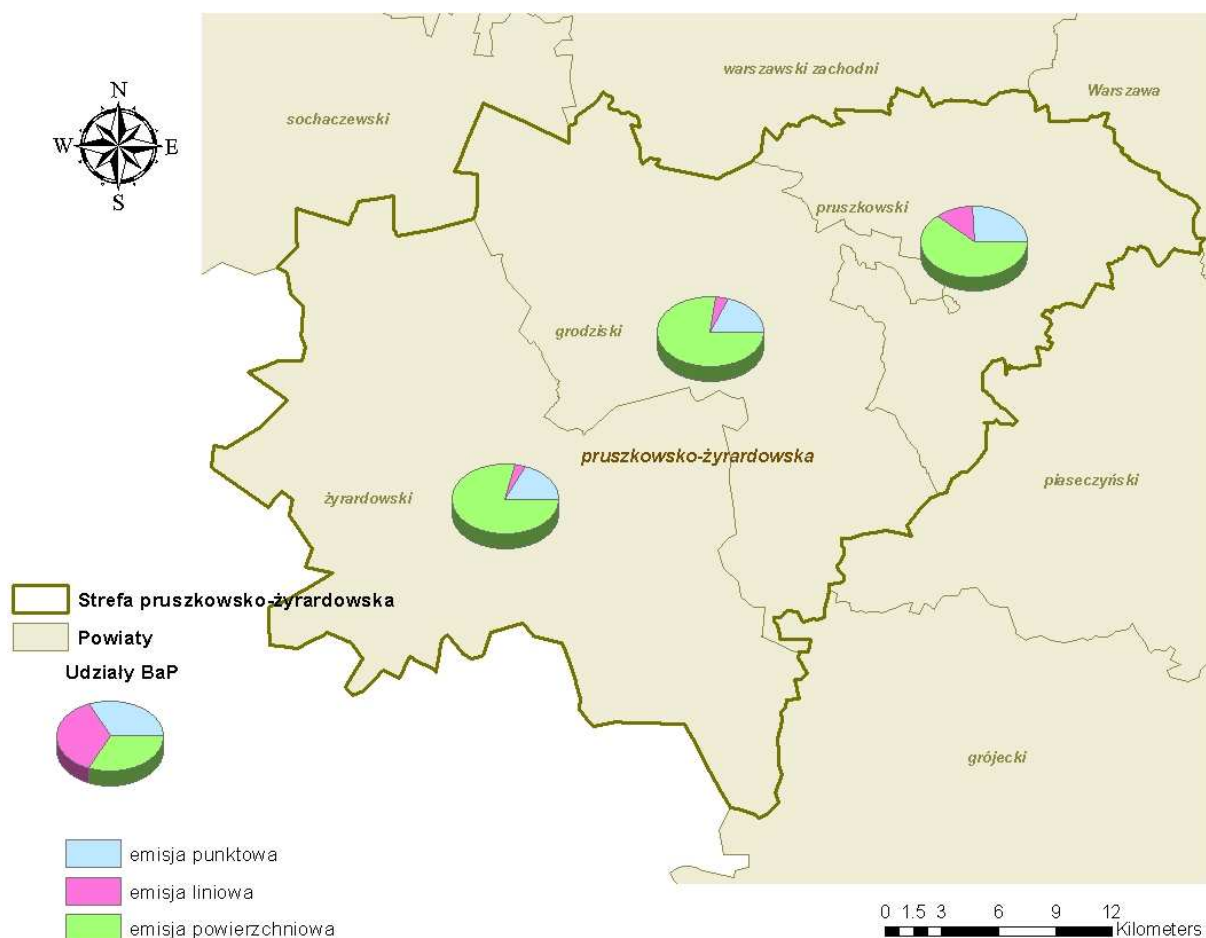 warszawski zachodni
Warszawa
sochaczewski
N
W E
S
pruszkowski
grodziski
pruszkowsko-żyrardowska
żyrardowski
piaseczyński
grójecki
Strefa pruszkowsko-żyrardowska
Powiaty
Udziały BaP
emisja punktowa
emisja liniowa
emisja powierzchniowa
0 1.5 3 6 9 12
Kilometers